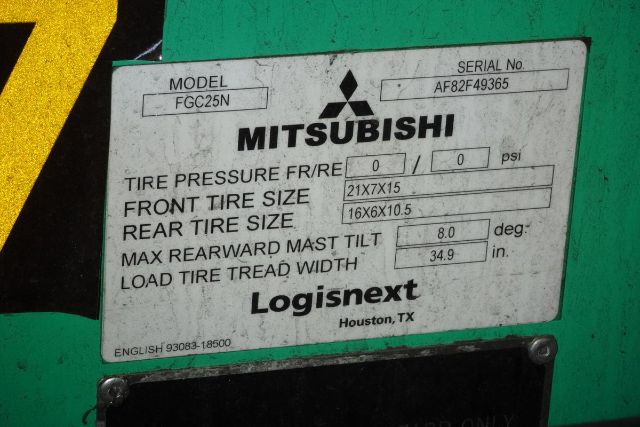 MODEL
FGC25N
SERIAL No.
AF82F49365
MITSUBISHI
TIRE PRESSURE FR/RE 0 / 0 psi
FRONT TIRE SIZE 21X7X15
REAR TIRE SIZE 16X6X10.5
MAX REARWARD MAST TILT 8.0 deg.
LOAD TIRE TREAD WIDTH 34.9 in.
Logisnext
Houston, TX
ENGLISH 93083-18500
ONLY